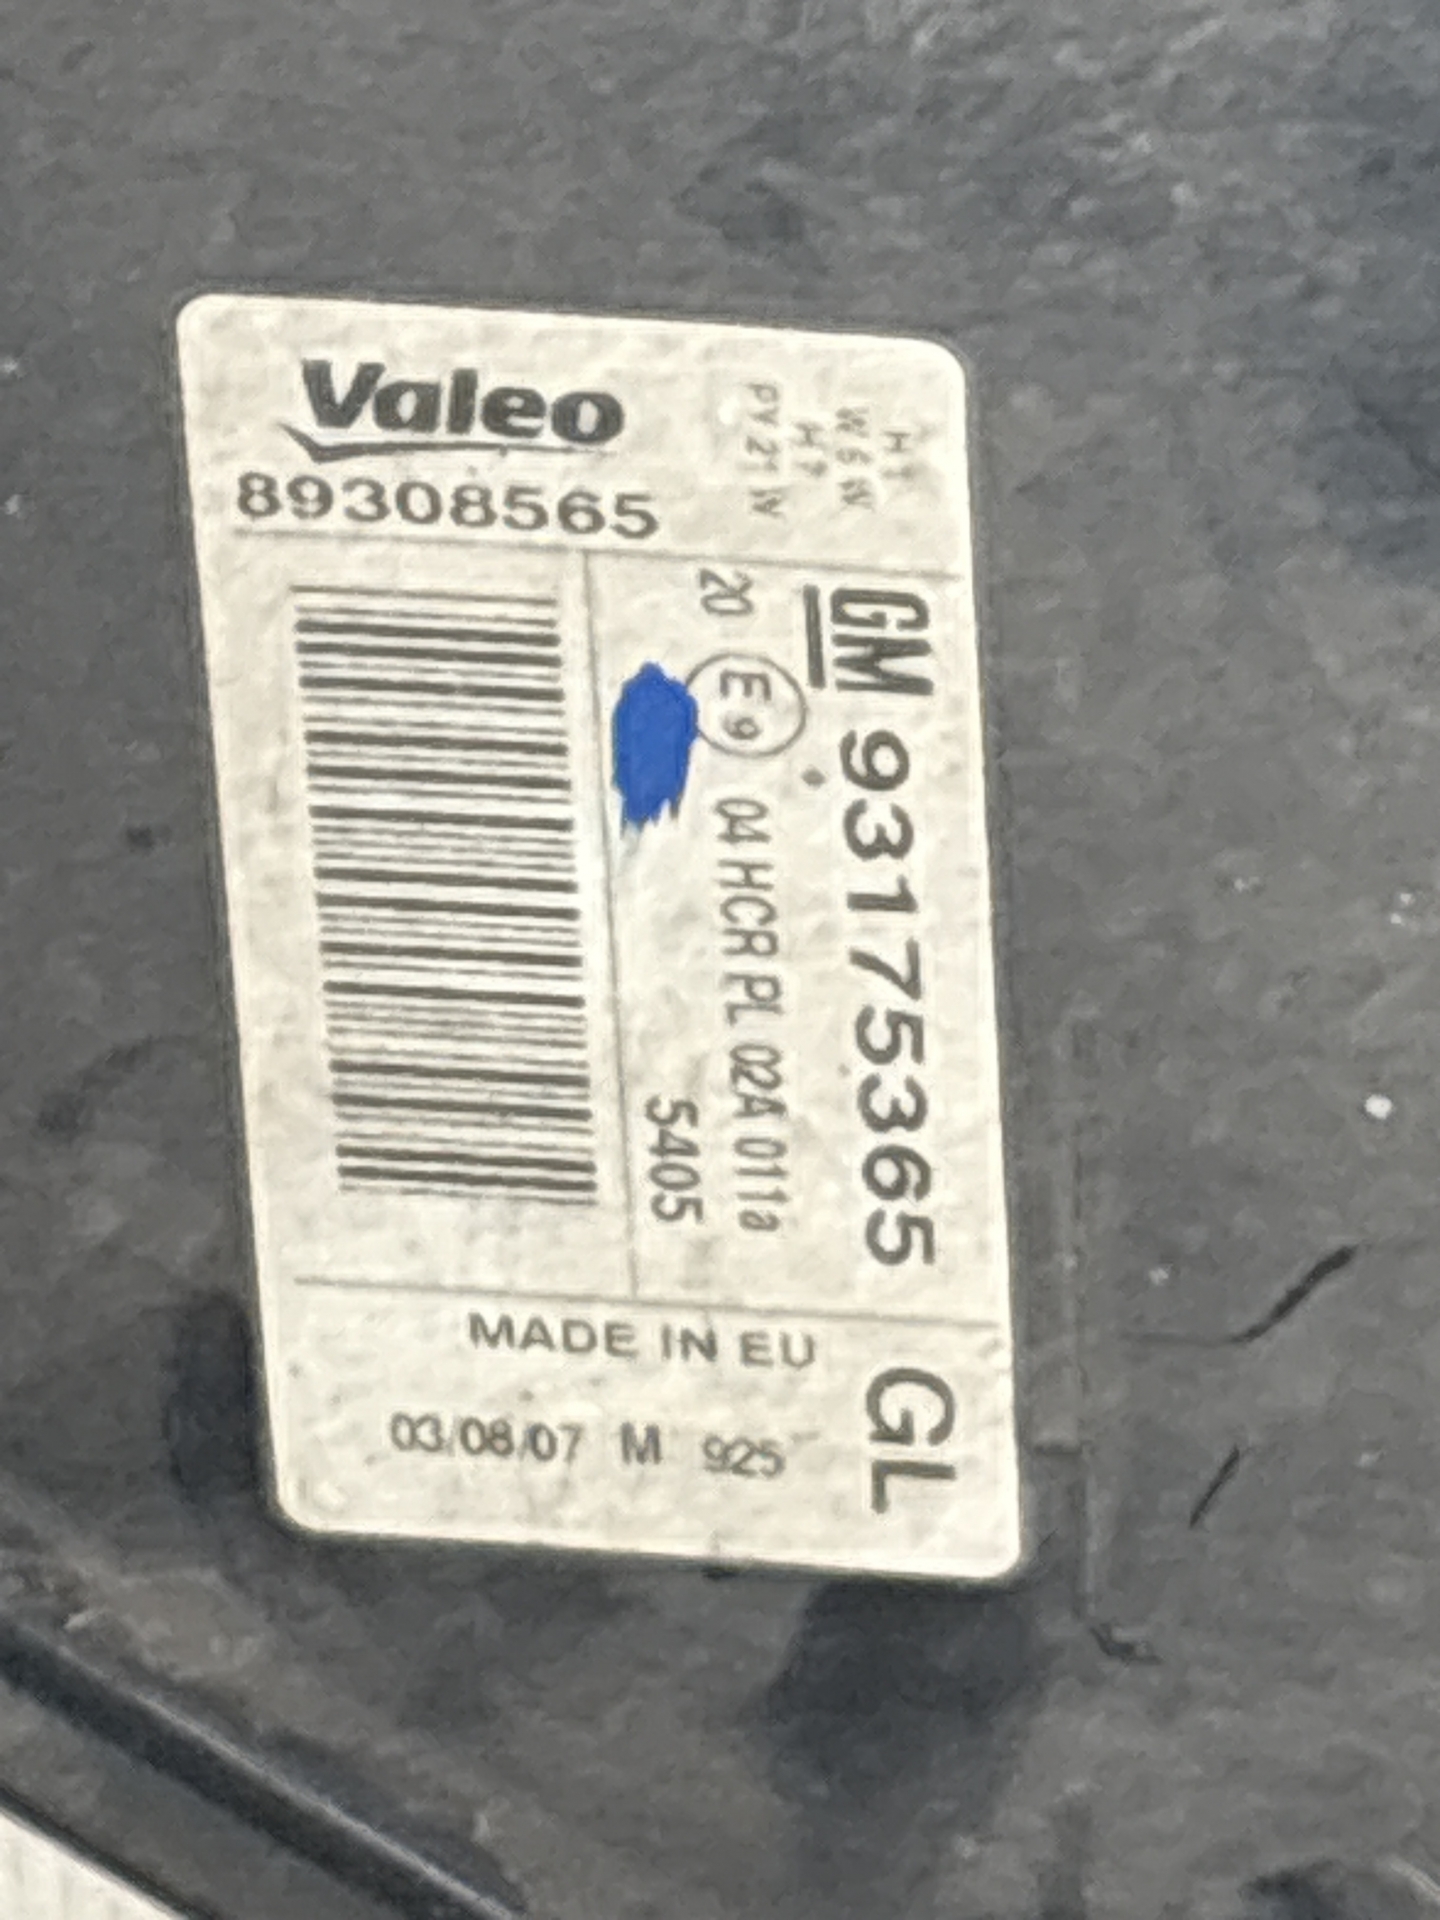 Valeo
89308565
H1
W5W
H7
PY21W
GM 93175365
20 E9 04 HCR PL 02A 011a
5405
MADE IN EU
GL
03/08/07 M 925